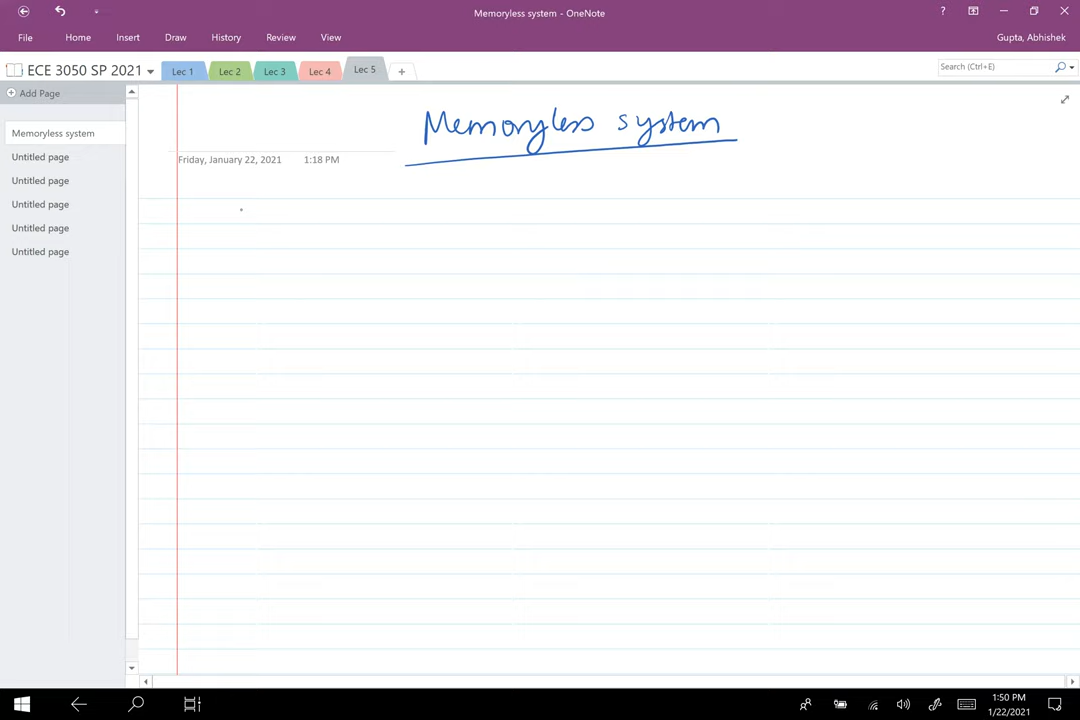 Memoryless system - OneNote
? Gupta, Abhishek
File Home Insert Draw History Review View
ECE 3050 SP 2021 Lec 1 Lec 2 Lec 3 Lec 4 Lec 5 + Search (Ctrl+E)
Add Page
Memoryless system
Untitled page
Untitled page
Untitled page
Untitled page
Untitled page
Memoryless system
Friday, January 22, 2021 1:18 PM
1:50 PM
1/22/2021